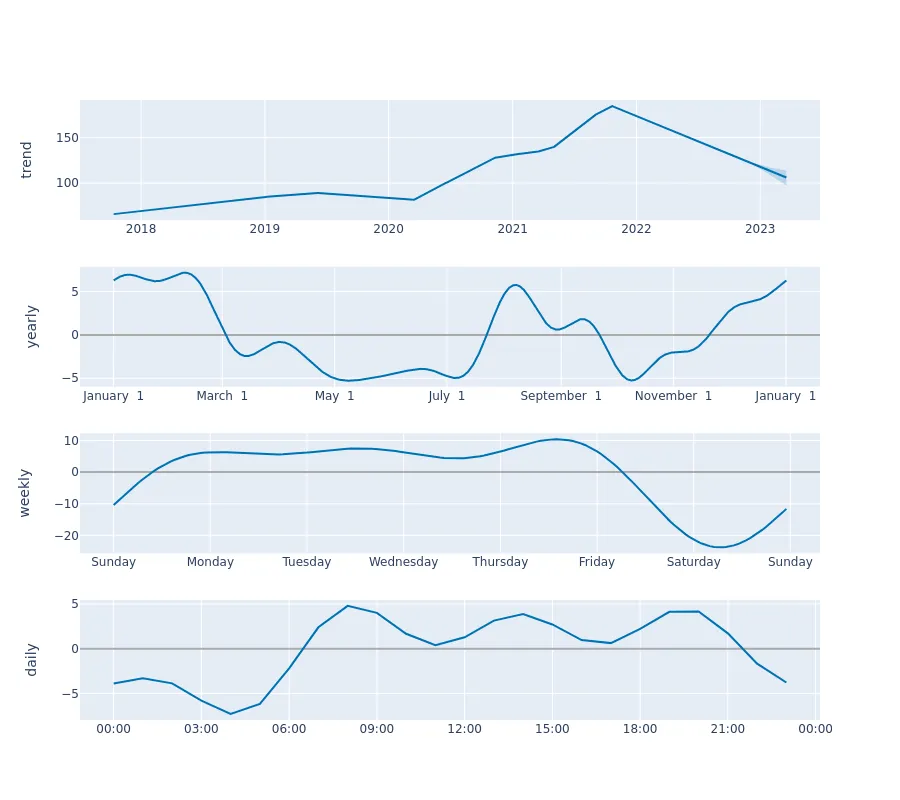 trend
150
100
2018 2019 2020 2021 2022 2023
yearly
5
0
−5
January 1 March 1 May 1 July 1 September 1 November 1 January 1
weekly
10
0
−10
−20
Sunday Monday Tuesday Wednesday Thursday Friday Saturday Sunday
daily
5
0
−5
00:00 03:00 06:00 09:00 12:00 15:00 18:00 21:00 00:00